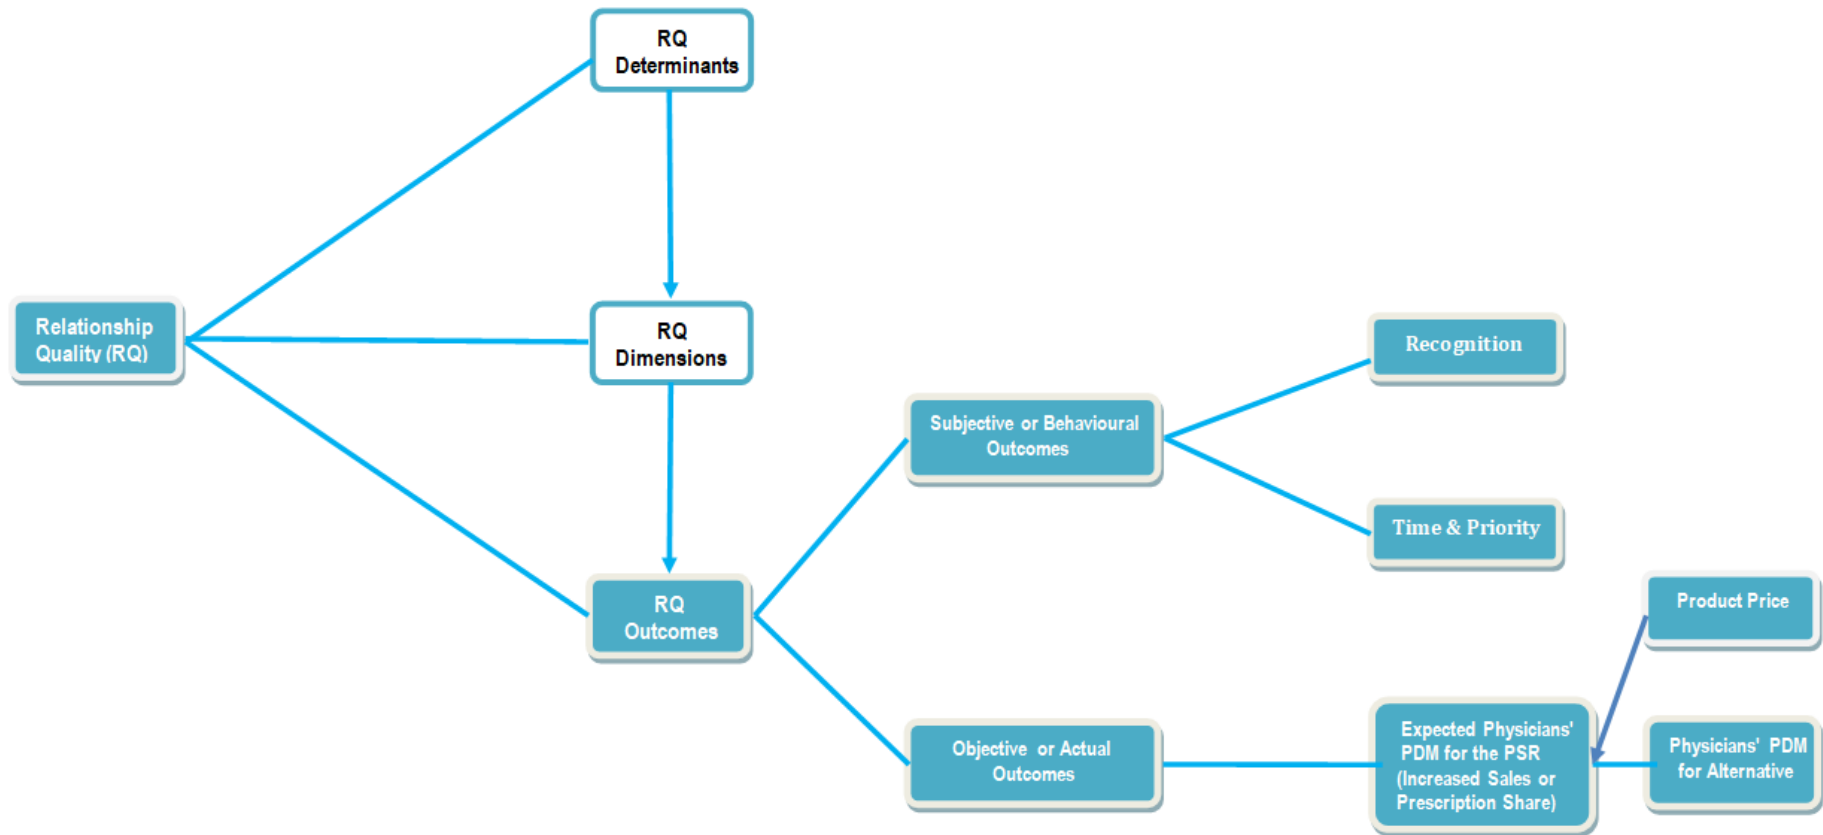 RQ
Determinants
Relationship
Quality (RQ)
RQ
Dimensions
Recognition
Subjective or Behavioural
Outcomes
Time & Priority
RQ
Outcomes
Product Price
Objective or Actual
Outcomes
Expected Physicians'
PDM for the PSR
(Increased Sales or
Prescription Share)
Physicians' PDM
for Alternative